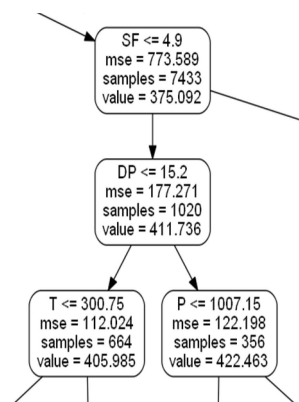 SF <= 4.9
mse = 773.589
samples = 7433
value = 375.092
DP <= 15.2
mse = 177.271
samples = 1020
value = 411.736
T <= 300.75
mse = 112.024
samples = 664
value = 405.985
P <= 1007.15
mse = 122.198
samples = 356
value = 422.463